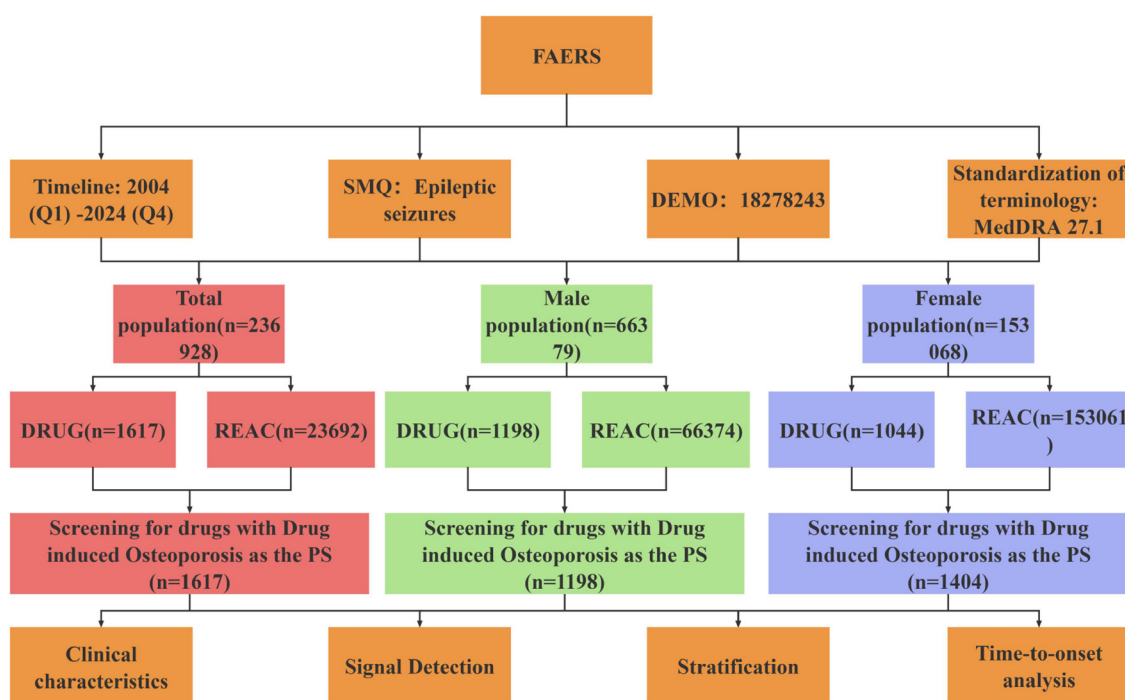 FAERS
Timeline: 2004
(Q1) -2024 (Q4)
SMQ：Epileptic
seizures
DEMO：18278243
Standardization of
terminology:
MedDRA 27.1
Total
population(n=236
928)
Male
population(n=663
79)
Female
population(n=153
068)
DRUG(n=1617)
REAC(n=23692)
DRUG(n=1198)
REAC(n=66374)
DRUG(n=1044)
REAC(n=153061
)
Screening for drugs with Drug
induced Osteoporosis as the PS
(n=1617)
Screening for drugs with Drug
induced Osteoporosis as the PS
(n=1198)
Screening for drugs with Drug
induced Osteoporosis as the PS
(n=1404)
Clinical
characteristics
Signal Detection
Stratification
Time-to-onset
analysis